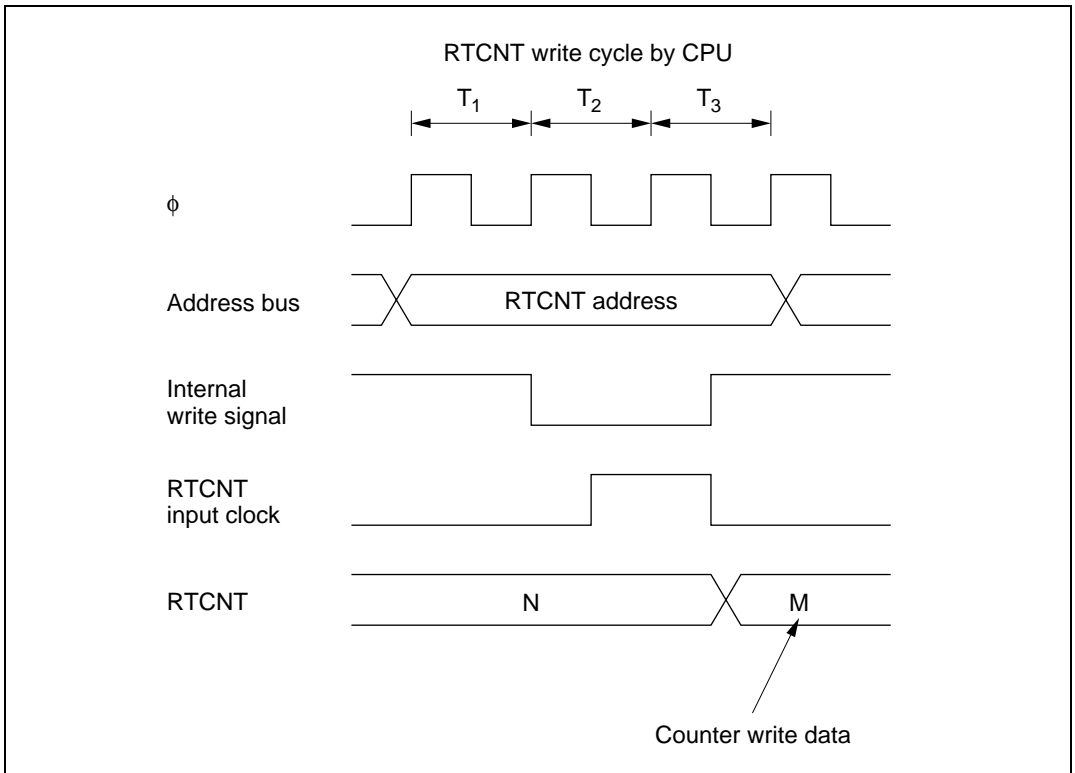 RTCNT write cycle by CPU
T1 T2 T3
φ
Address bus
RTCNT address
Internal
write signal
RTCNT
input clock
RTCNT
N
M
Counter write data